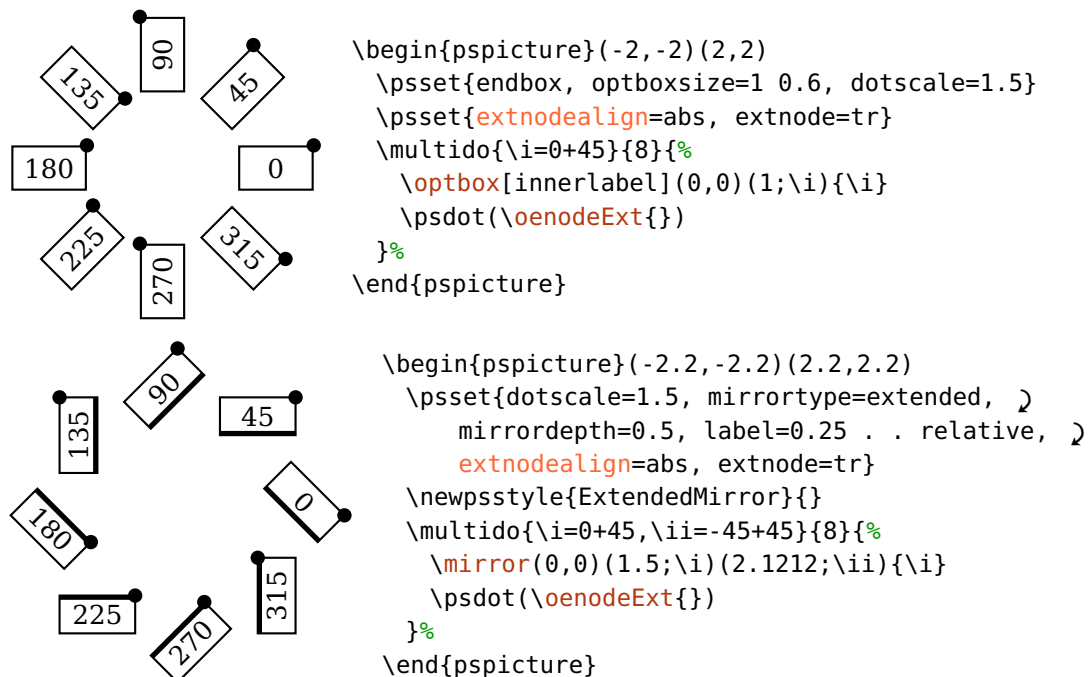 90
135
45
180
0
225
315
270
\begin{pspicture}(-2,-2)(2,2)
\psset{endbox, optboxsize=1 0.6, dotscale=1.5}
\psset{extnodealign=abs, extnode=tr}
\multido{\i=0+45}{8}{%
\optbox[innerlabel](0,0)(1;\i){\i}
\psdot(\oenodeExt{})
}%
\end{pspicture}
90
135
45
180
0
225
315
270
\begin{pspicture}(-2.2,-2.2)(2.2,2.2)
\psset{dotscale=1.5, mirrortype=extended,
mirrordepth=0.5, label=0.25 . . relative,
extnodealign=abs, extnode=tr}
\newpsstyle{ExtendedMirror}{}
\multido{\i=0+45,\ii=-45+45}{8}{%
\mirror(0,0)(1.5;\i)(2.1212;\ii){\i}
\psdot(\oenodeExt{})
}%
\end{pspicture}